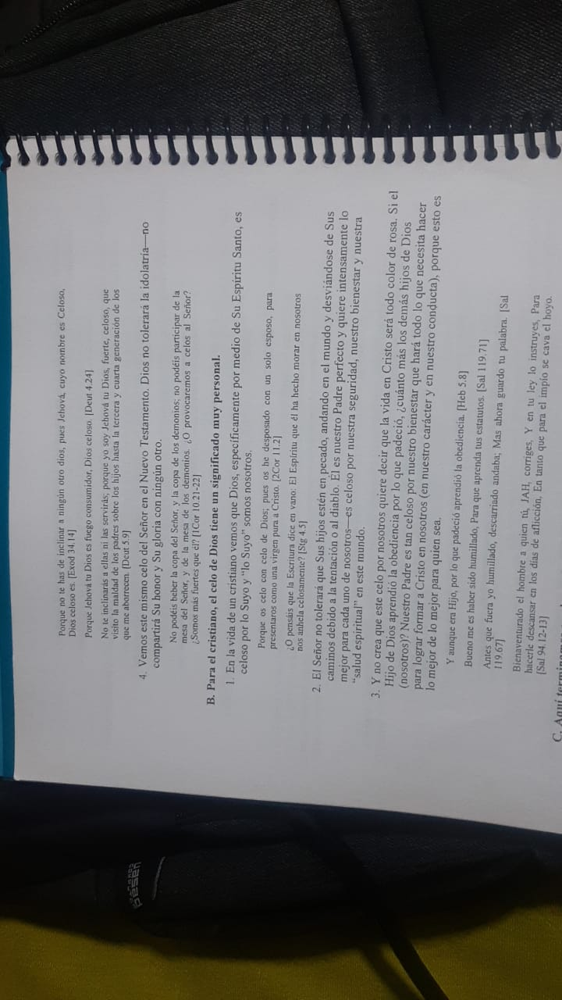 Porque no te has de inclinar a ningún otro dios, pues Jehová, cuyo nombre es Celoso,
Dios celoso es. [Exod 34.14]
Porque Jehová tu Dios es fuego consumidor, Dios celoso. [Deut 4.24]
No te inclinarás a ellas ni las servirás; porque yo soy Jehová tu Dios, fuerte, celoso, que
visito la maldad de los padres sobre los hijos hasta la tercera y cuarta generación de los
que me aborrecen. [Deut 5.9]
4. Vemos este mismo celo del Señor en el Nuevo Testamento. Dios no tolerará la idolatría—no
compartirá Su honor y Su gloria con ningún otro.
No podéis beber la copa del Señor, y la copa de los demonios; no podéis participar de la
mesa del Señor, y de la mesa de los demonios. ¿O provocaremos a celos al Señor?
¿Somos más fuertes que él? [1Cor 10.21-22]
B. Para el cristiano, el celo de Dios tiene un significado muy personal.
1. En la vida de un cristiano vemos que Dios, específicamente por medio de Su Espíritu Santo, es
celoso por lo Suyo y “lo Suyo” somos nosotros.
Porque os celo con celo de Dios; pues os he desposado con un solo esposo, para
presentaros como una virgen pura a Cristo. [2Cor 11.2]
¿O pensáis que la Escritura dice en vano: El Espíritu que él ha hecho morar en nosotros
nos anhela celosamente? [Stg 4.5]
2. El Señor no tolerará que Sus hijos estén en pecado, andando en el mundo y desviándose de Sus
caminos debido a la tentación o al diablo. Él es nuestro Padre perfecto y quiere intensamente lo
mejor para cada uno de nosotros—es celoso por nuestra seguridad, nuestro bienestar y nuestra
“salud espiritual” en este mundo.
3. Y no crea que este celo por nosotros quiere decir que la vida en Cristo será todo color de rosa. Si el
Hijo de Dios aprendió la obediencia por lo que padeció, ¿cuánto más los demás hijos de Dios
(nosotros)? Nuestro Padre es tan celoso por nuestro bienestar que hará todo lo que necesita hacer
para lograr formar a Cristo en nosotros (en nuestro carácter y en nuestra conducta), porque esto es
lo mejor de lo mejor para quien sea.
Y aunque era Hijo, por lo que padeció aprendió la obediencia. [Heb 5.8]
Bueno me es haber sido humillado, Para que aprenda tus estatutos. [Sal 119.71]
Antes que fuera yo humillado, descarriado andaba; Mas ahora guardo tu palabra. [Sal
119.67]
Bienaventurado el hombre a quien tú, JAH, corriges, Y en tu ley lo instruyes, Para
hacerle descansar en los días de aflicción, En tanto que para el impío se cava el hoyo.
[Sal 94.12-13]
C. Aquí